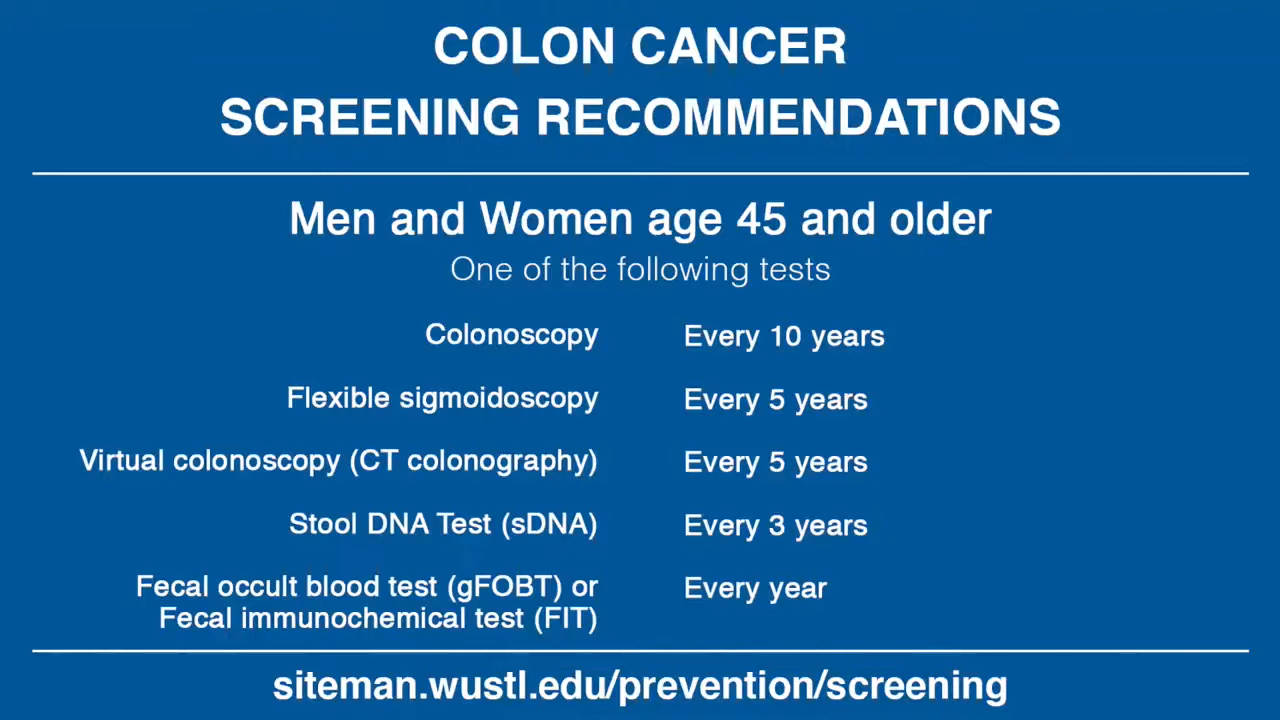 COLON CANCER
SCREENING RECOMMENDATIONS
Men and Women age 45 and older
One of the following tests
Colonoscopy Every 10 years
Flexible sigmoidoscopy Every 5 years
Virtual colonoscopy (CT colonography) Every 5 years
Stool DNA Test (sDNA) Every 3 years
Fecal occult blood test (gFOBT) or Every year
Fecal immunochemical test (FIT)
siteman.wustl.edu/prevention/screening